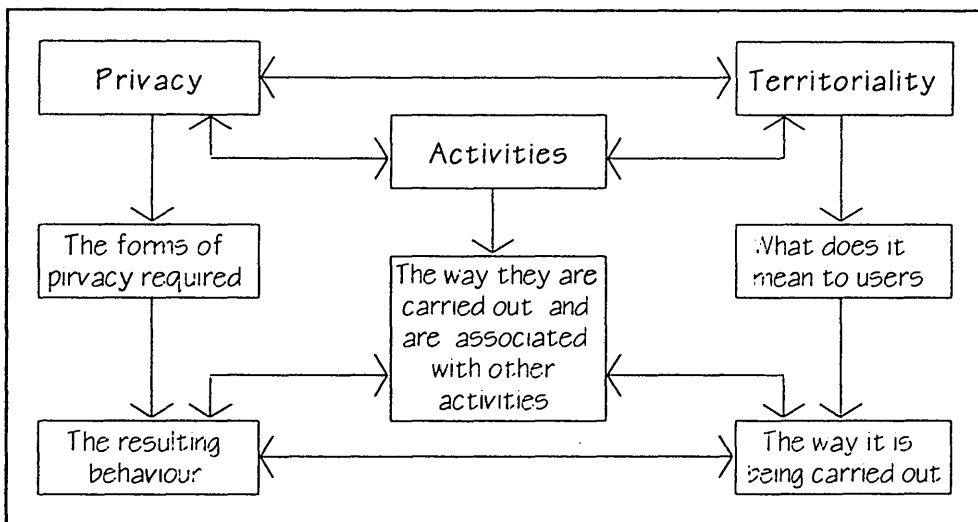 Privacy
Territoriality
Activities
The forms of
pirvacy required
The way they are
carried out and
are associated
with other
activities
What does it
mean to users
The resulting
behaviour
The way it is
being carried out